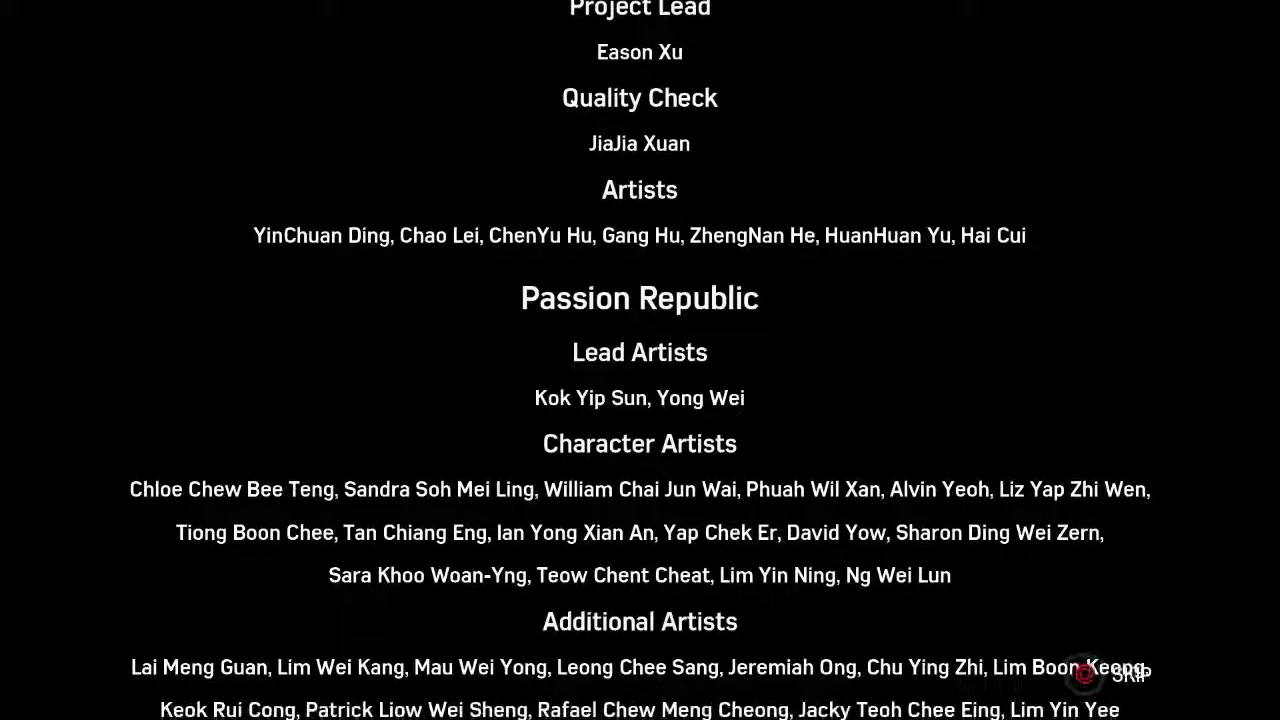 Project Lead
Eason Xu
Quality Check
JiaJia Xuan
Artists
YinChuan Ding, Chao Lei, ChenYu Hu, Gang Hu, ZhengNan He, HuanHuan Yu, Hai Cui
Passion Republic
Lead Artists
Kok Yip Sun, Yong Wei
Character Artists
Chloe Chew Bee Teng, Sandra Soh Mei Ling, William Chai Jun Wai, Phuah Wil Xan, Alvin Yeoh, Liz Yap Zhi Wen,
Tiong Boon Chee, Tan Chiang Eng, Ian Yong Xian An, Yap Chek Er, David Yow, Sharon Ding Wei Zern,
Sara Khoo Woan-Yng, Teow Chent Cheat, Lim Yin Ning, Ng Wei Lun
Additional Artists
Lai Meng Guan, Lim Wei Kang, Mau Wei Yong, Leong Chee Sang, Jeremiah Ong, Chu Ying Zhi, Lim Boon Keong,
SKIP
Keok Rui Cong, Patrick Liow Wei Sheng, Rafael Chew Meng Cheong, Jacky Teoh Chee Eing, Lim Yin Yee